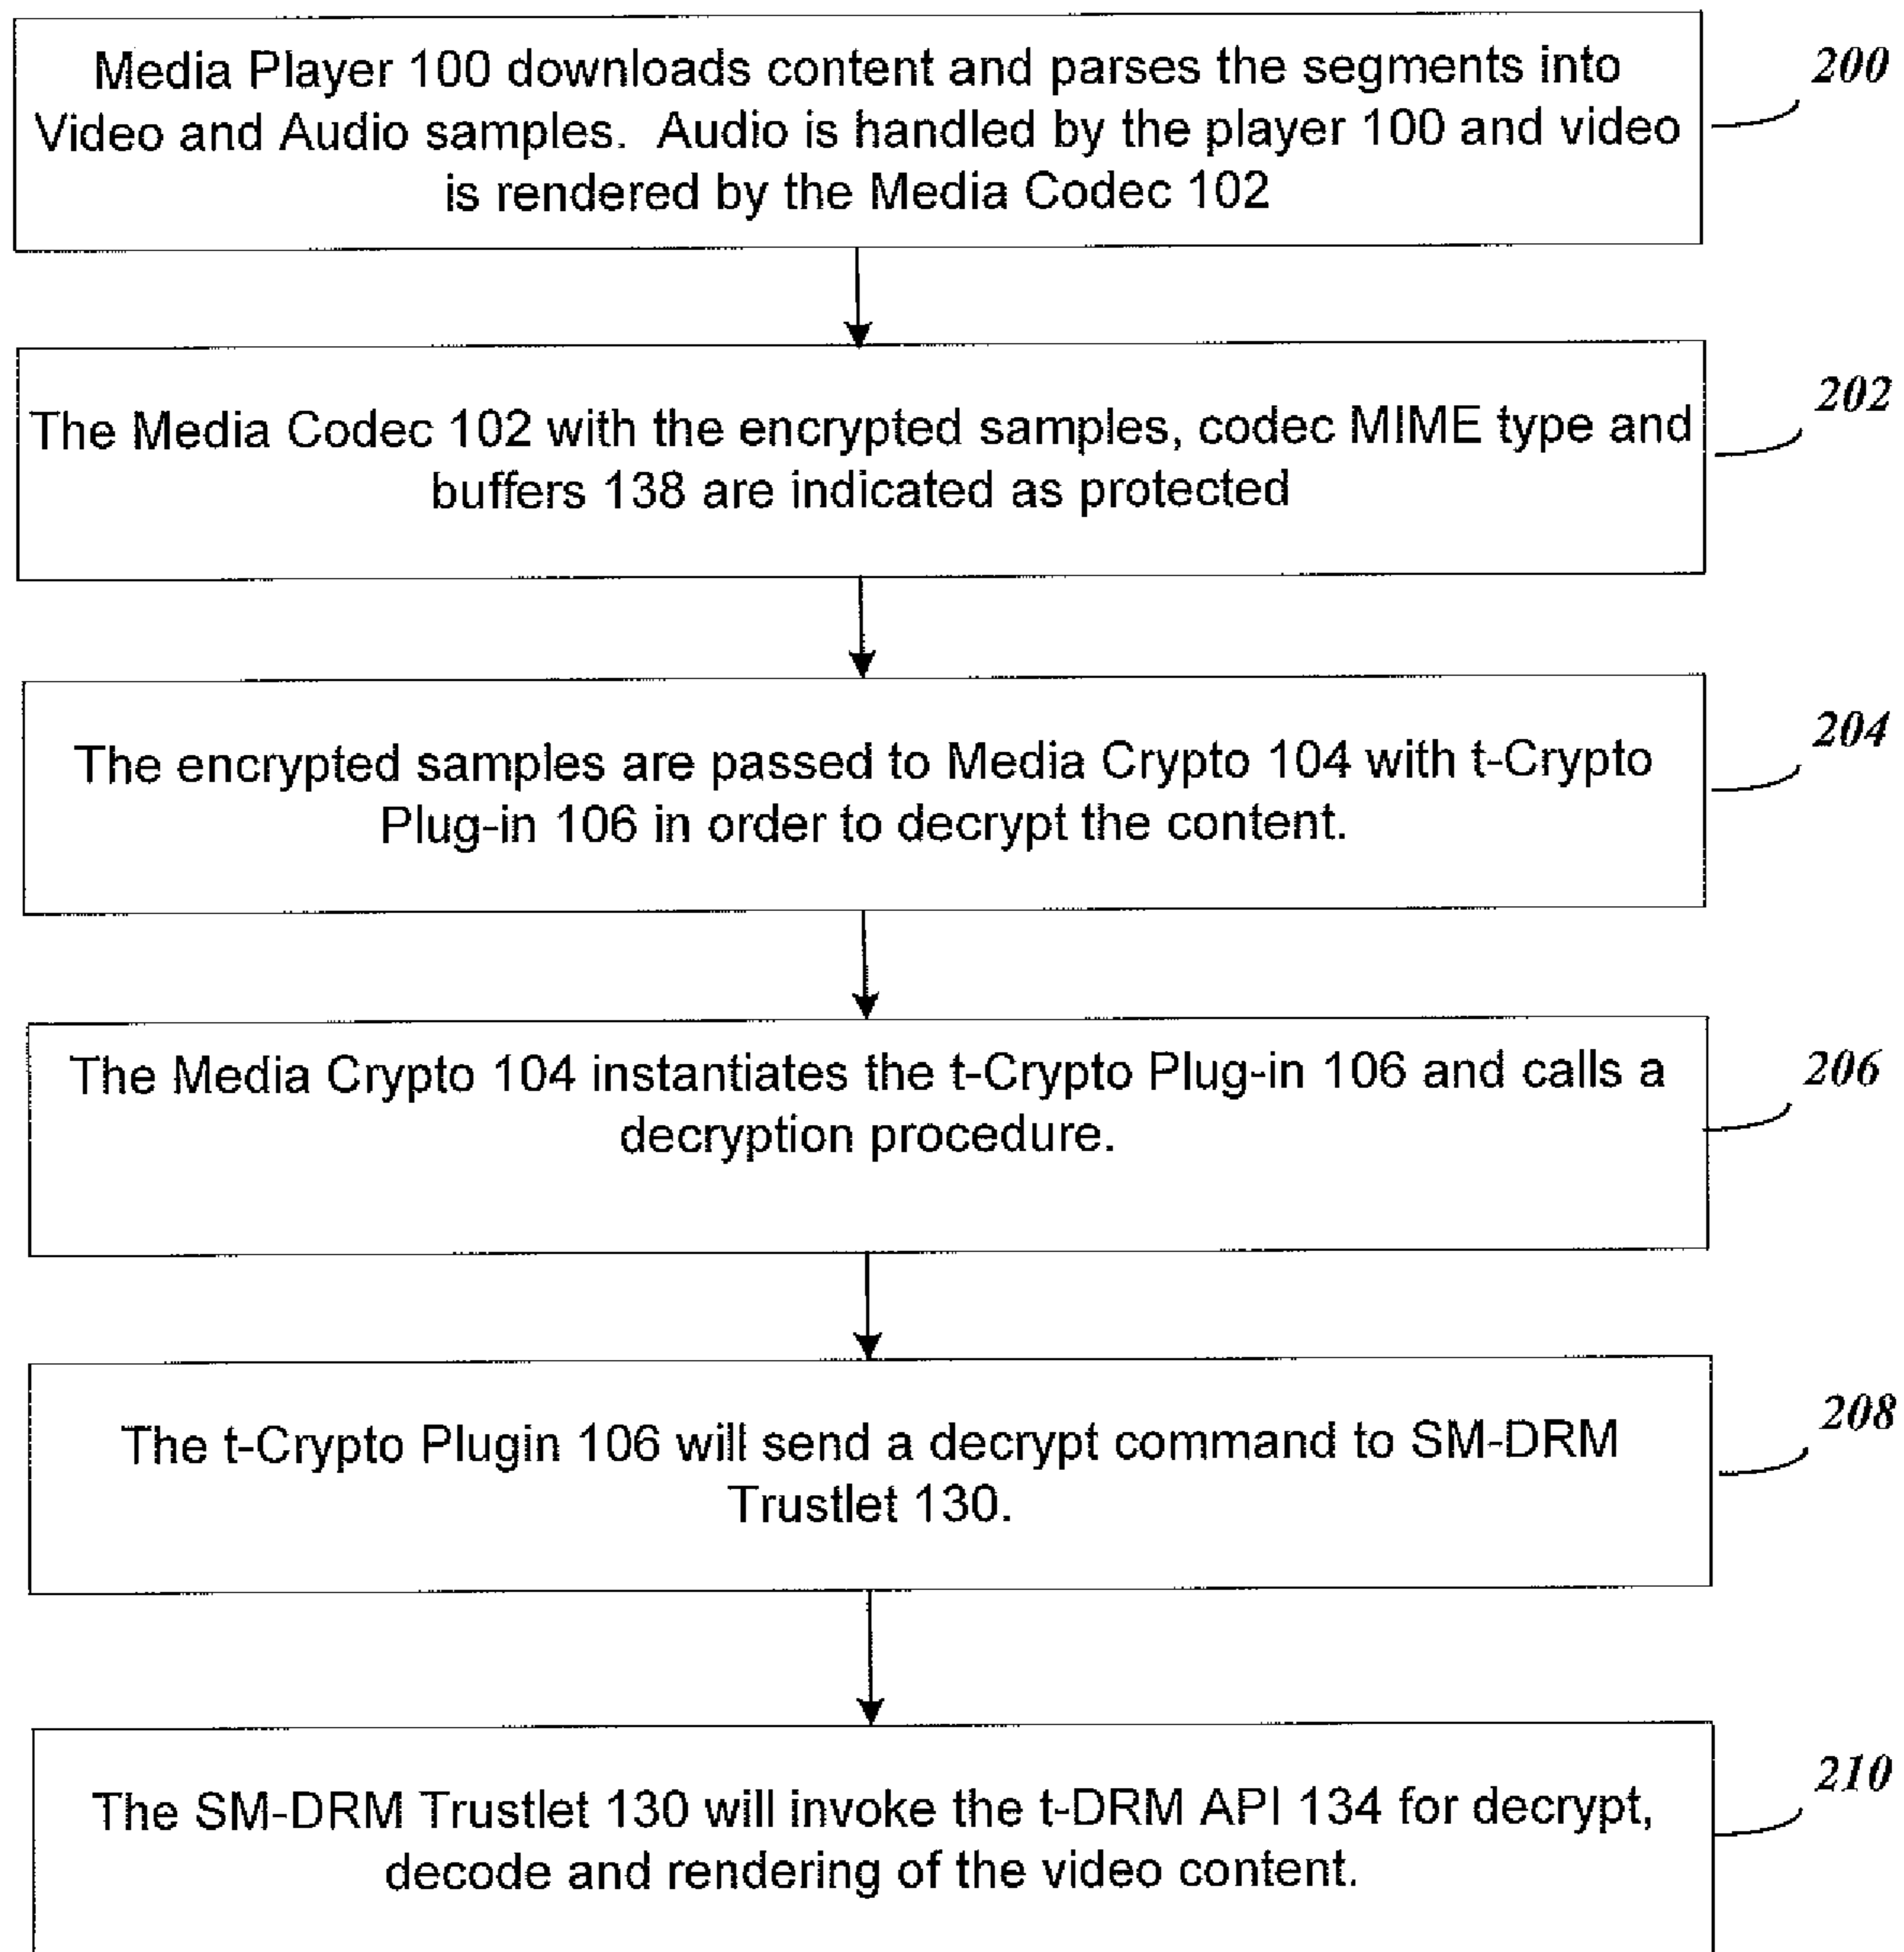 Media Player 100 downloads content and parses the segments into
Video and Audio samples.  Audio is handled by the player 100 and video
is rendered by the Media Codec 102
200
The Media Codec 102 with the encrypted samples, codec MIME type and
buffers 138 are indicated as protected
202
The encrypted samples are passed to Media Crypto 104 with t-Crypto
Plug-in 106 in order to decrypt the content.
204
The Media Crypto 104 instantiates the t-Crypto Plug-in 106 and calls a
decryption procedure.
206
The t-Crypto Plugin 106 will send a decrypt command to SM-DRM
Trustlet 130.
208
The SM-DRM Trustlet 130 will invoke the t-DRM API 134 for decrypt,
decode and rendering of the video content.
210